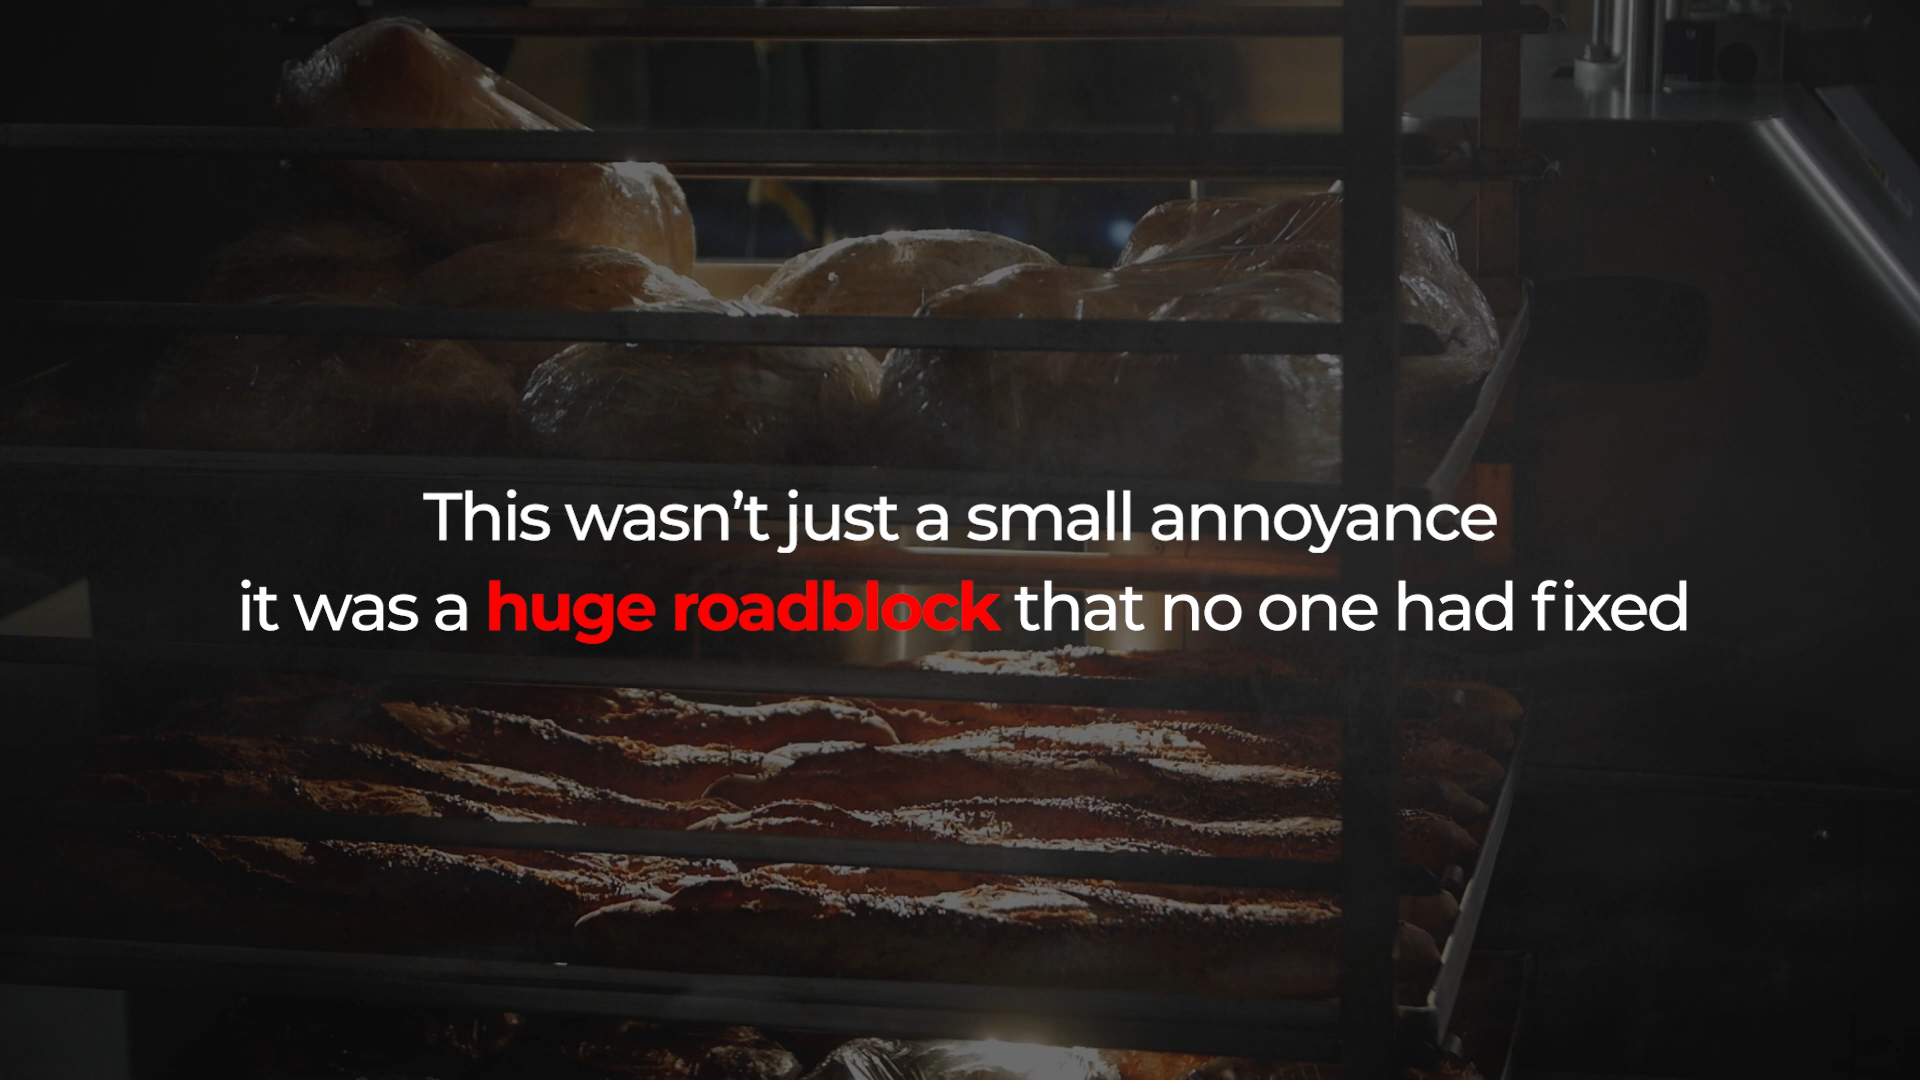 This wasn’t just a small annoyance
it was a huge roadblock that no one had fixed